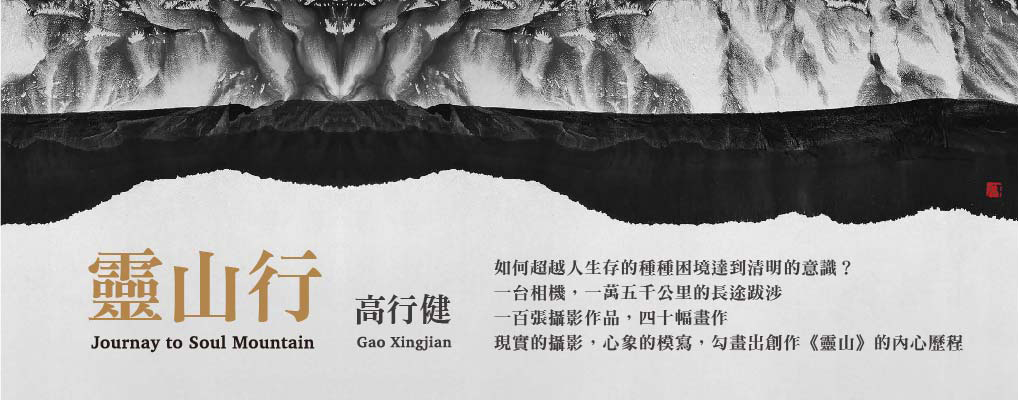 靈山行
Journay to Soul Mountain
高行健
Gao Xingjian
如何超越人生存的種種困境達到清明的意識？
一台相機，一萬五千公里的長途跋涉
一百張攝影作品，四十幅畫作
現實的攝影，心象的模寫，勾畫出創作《靈山》的內心歷程